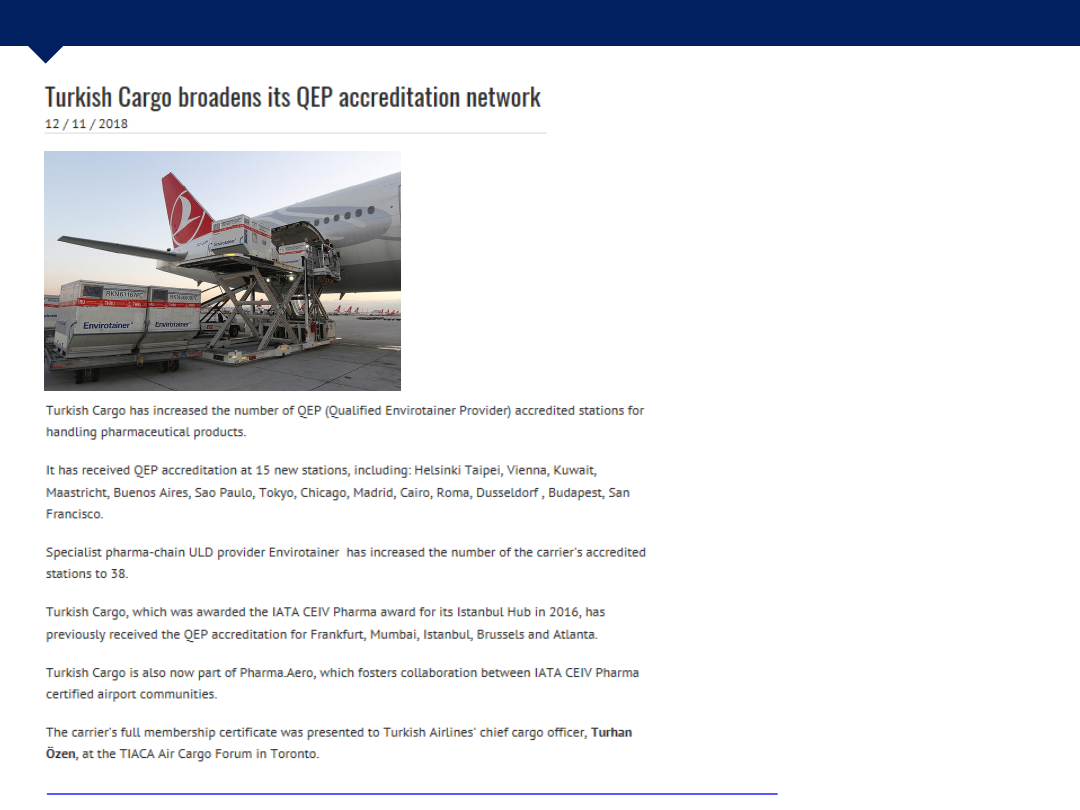 Turkish Cargo broadens its QEP accreditation network
12 / 11 / 2018
Envirotainer
Envirotainer
Envirotainer
Turkish Cargo has increased the number of QEP (Qualified Envirotainer Provider) accredited stations for
handling pharmaceutical products.
It has received QEP accreditation at 15 new stations, including: Helsinki Taipei, Vienna, Kuwait,
Maastricht, Buenos Aires, Sao Paulo, Tokyo, Chicago, Madrid, Cairo, Roma, Dusseldorf , Budapest, San
Francisco.
Specialist pharma-chain ULD provider Envirotainer  has increased the number of the carrier's accredited
stations to 38.
Turkish Cargo, which was awarded the IATA CEIV Pharma award for its Istanbul Hub in 2016, has
previously received the QEP accreditation for Frankfurt, Mumbai, Istanbul, Brussels and Atlanta.
Turkish Cargo is also now part of Pharma.Aero, which fosters collaboration between IATA CEIV Pharma
certified airport communities.
The carrier's full membership certificate was presented to Turkish Airlines' chief cargo officer, Turhan
Özen, at the TIACA Air Cargo Forum in Toronto.